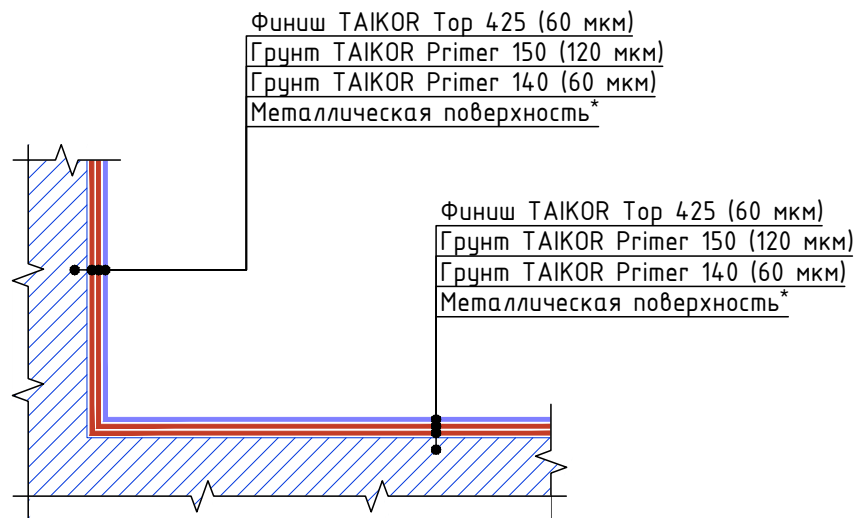 Финиш TAIKOR Top 425 (60 мкм)
Грунт TAIKOR Primer 150 (120 мкм)
Грунт TAIKOR Primer 140 (60 мкм)
Металлическая поверхность*
Финиш TAIKOR Top 425 (60 мкм)
Грунт TAIKOR Primer 150 (120 мкм)
Грунт TAIKOR Primer 140 (60 мкм)
Металлическая поверхность*